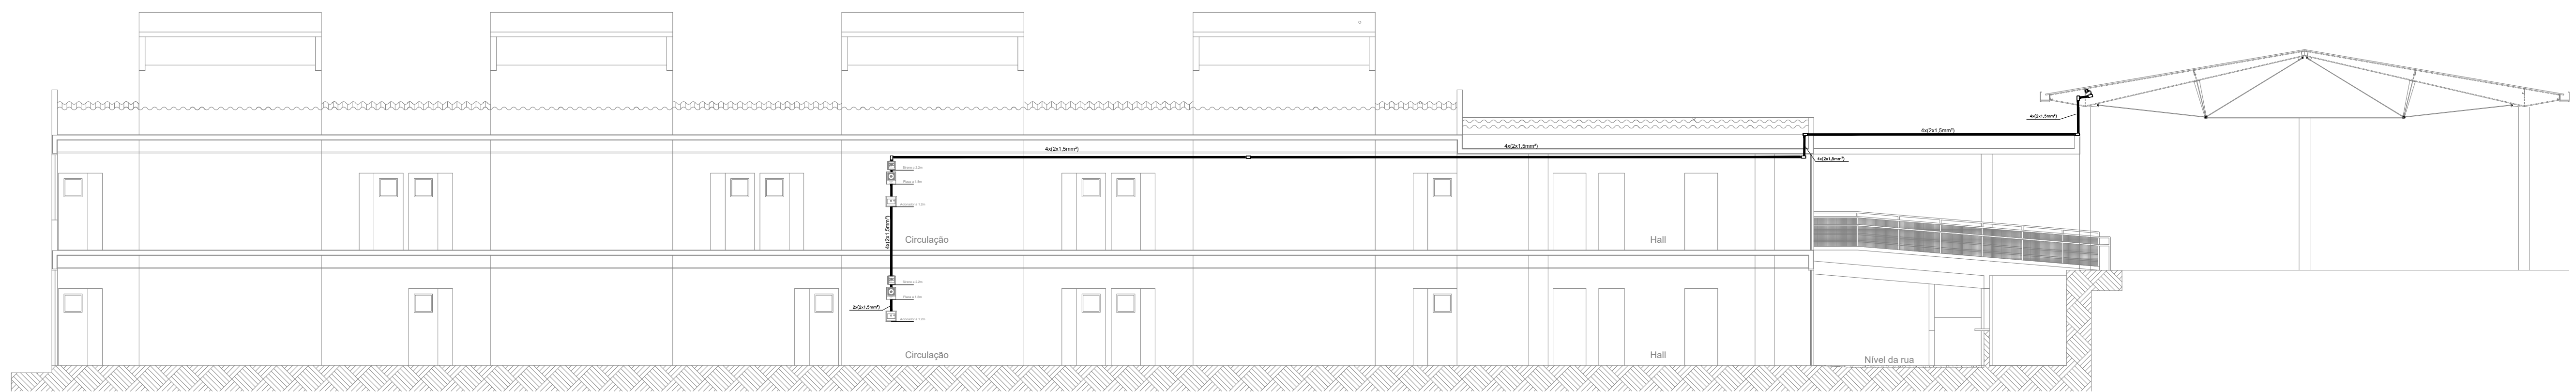 4x(2x1,5mm²)
4x(2x1,5mm²)
4x(2x1,5mm²)
4x(2x1,5mm²)
4x(2x1,5mm²)
4x(2x1,5mm²)
Circulação
Hall
2x(2x1,5mm²)
Circulação
Hall
Nível da rua